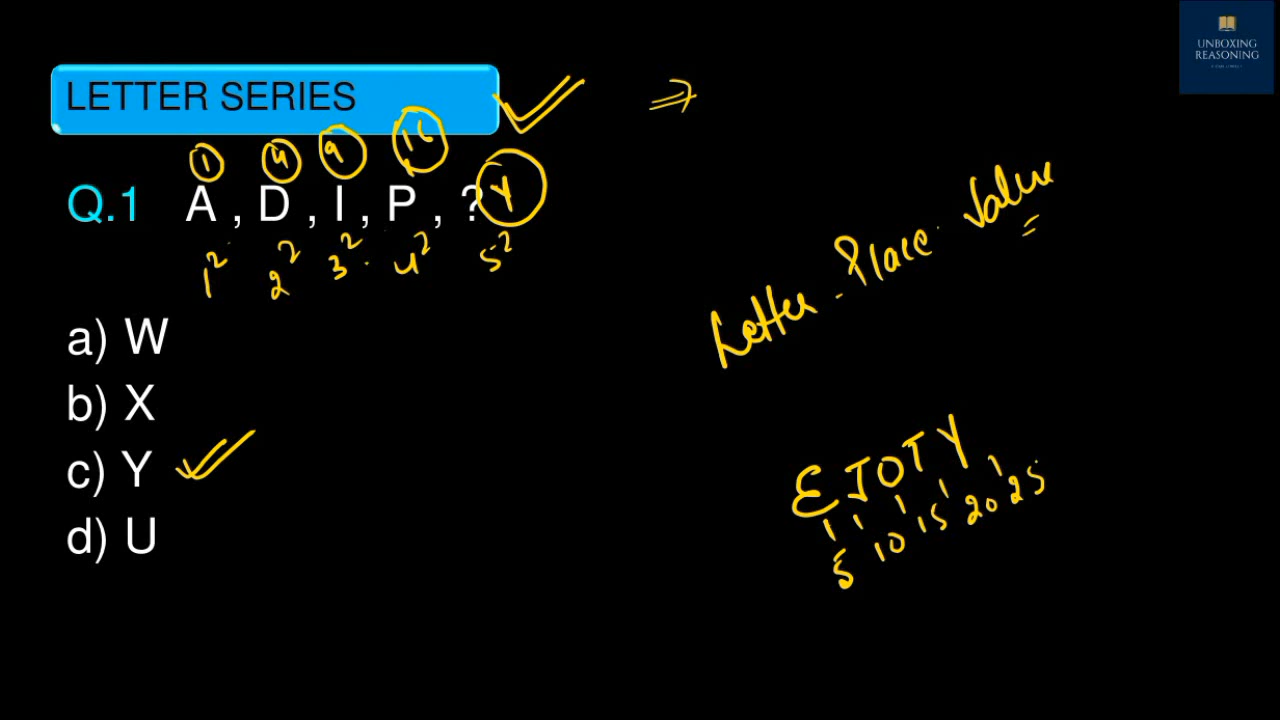 UNBOXING
REASONING
LETTER SERIES
1 4 9 16
Q.1 A , D , I , P , ? Y
1² 2² 3² 4² 5²
Letter - Place Value
a) W
b) X
c) Y
d) U
EJOTY
5 10 15 20 25